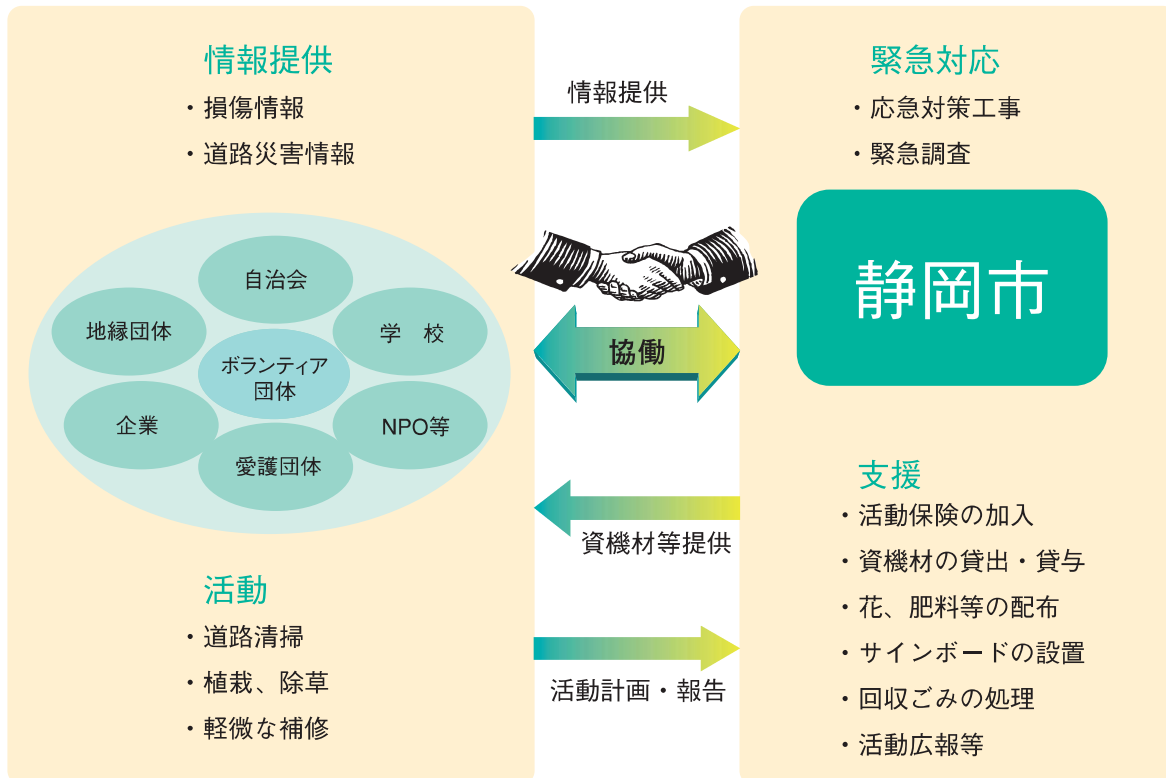 情報提供
・損傷情報
・道路災害情報
自治会
地縁団体
学　校
ボランティア
団体
企業
NPO等
愛護団体
活動
・道路清掃
・植栽、除草
・軽微な補修
情報提供
協働
資機材等提供
活動計画・報告
緊急対応
・応急対策工事
・緊急調査
静岡市
支援
・活動保険の加入
・資機材の貸出・貸与
・花、肥料等の配布
・サインボードの設置
・回収ごみの処理
・活動広報等